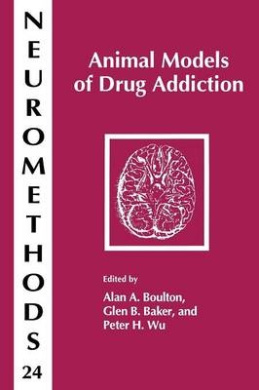 NEUROMETHODS
24
Animal Models
of Drug Addiction
Edited by
Alan A. Boulton,
Glen B. Baker, and
Peter H. Wu